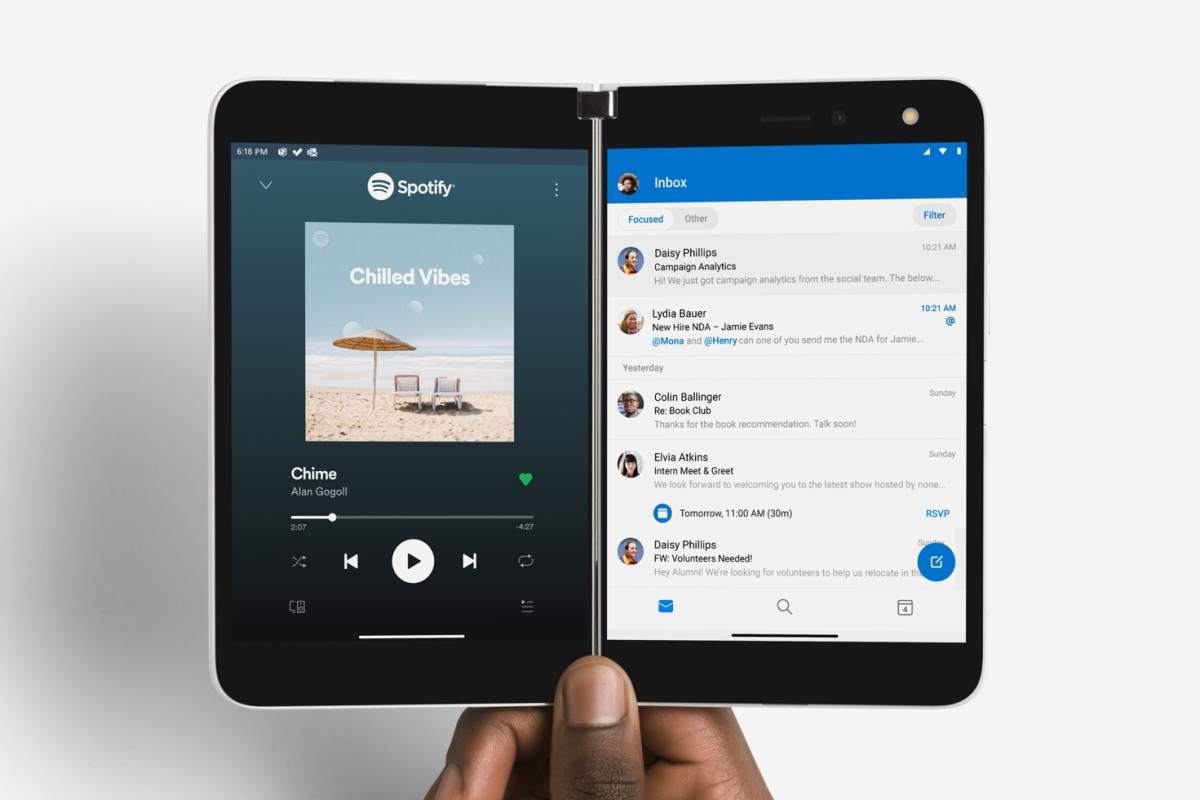 6:18 PM
Spotify
Chilled Vibes
Chime
Alan Gogoll
2:07
-4:27
Inbox
Focused
Other
Filter
Daisy Phillips
10:21 AM
Campaign Analytics
Hi! We just got campaign analytics from the social team. The below...
Lydia Bauer
10:21 AM
New Hire NDA – Jamie Evans
@
@Mona and @Henry can one of you send me the NDA for Jamie...
Yesterday
Colin Ballinger
Sunday
Re: Book Club
Thanks for the book recommendation. Talk soon!
Elvia Atkins
Sunday
Intern Meet & Greet
We look forward to welcoming you to the latest show hosted by none...
Tomorrow, 11:00 AM (30m)
RSVP
Daisy Phillips
Sunday
FW: Volunteers Needed!
Hey Alumni! We're looking for volunteers to help us relocate in
4